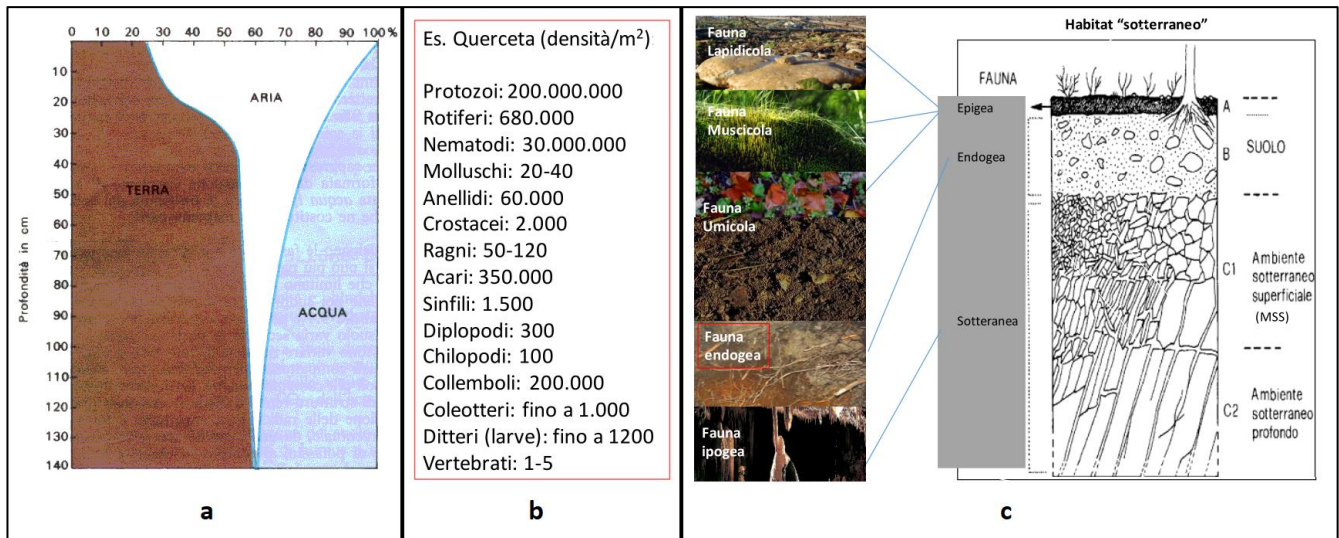 0 10 20 30 40 50 60 70 80 90 100 %
Profondità in cm
10
20
30
40
50
60
70
80
90
100
110
120
130
140
ARIA
TERRA
ACQUA
a
Es. Querceta (densità/m²):
Protozoi: 200.000.000
Rotiferi: 680.000
Nematodi: 30.000.000
Molluschi: 20-40
Anellidi: 60.000
Crostacei: 2.000
Ragni: 50-120
Acari: 350.000
Sinfili: 1.500
Diplopodi: 300
Chilopodi: 100
Collemboli: 200.000
Coleotteri: fino a 1.000
Ditteri (larve): fino a 1200
Vertebrati: 1-5
b
Fauna
Lapidicola
Fauna
Muscicola
Fauna
Umicola
Fauna
endogea
Fauna
ipogea
Habitat "sotterraneo"
FAUNA
Epigea
Endogea
Sotteranea
A
B
C1
C2
SUOLO
Ambiente
sotterraneo
superficiale
(MSS)
Ambiente
sotterraneo
profondo
c